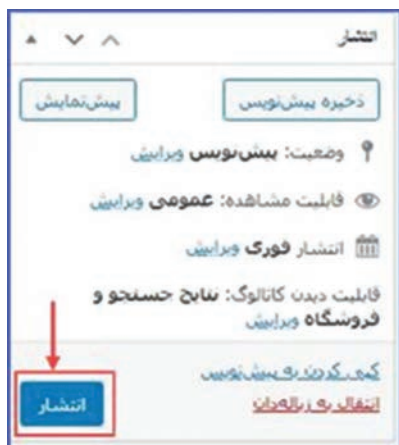 انتشار
ذخیره پیش‌نویس
پیش‌نمایش
وضعیت: پیش‌نویس ویرایش
قابلیت مشاهده: عمومی ویرایش
انتشار فوری ویرایش
قابلیت دیدن کاتالوگ: نتایج جستجو و
فروشگاه ویرایش
کپی کردن به پیش‌نویس
انتقال به زباله‌دان
انتشار